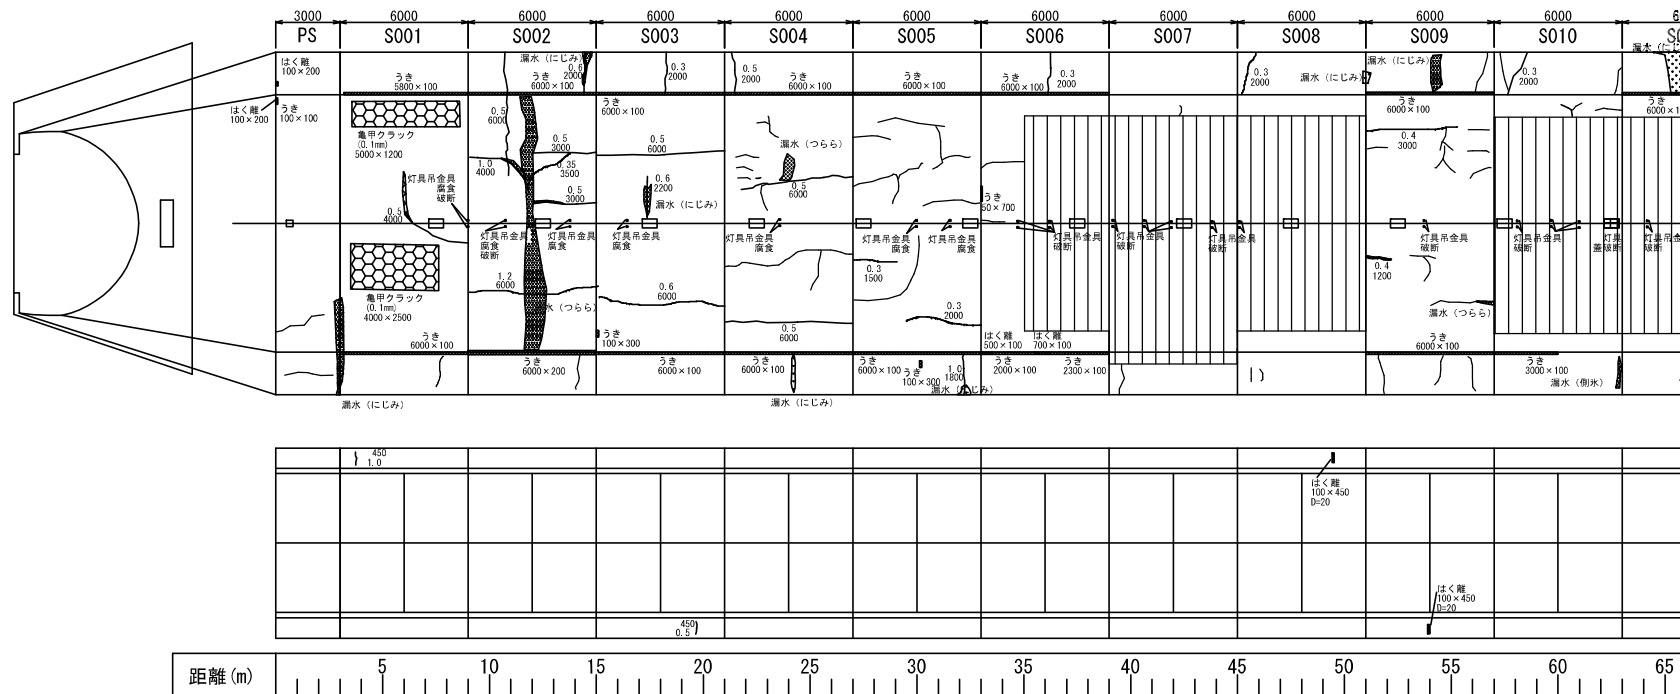 3000 6000 6000 6000 6000 6000 6000 6000 6000 6000 6000
PS S001 S002 S003 S004 S005 S006 S007 S008 S009 S010
はく離
100×200
うき
5800×100
漏水（にじみ）
0.6
2000
うき
6000×100
0.3
2000
0.5
2000
うき
6000×100
うき
6000×100
うき
6000×100
0.3
2000
0.3
2000
漏水（にじみ）
漏水（にじみ）
0.3
2000
はく離
100×200
うき
100×100
亀甲クラック
(0.1mm)
5000×1200
0.5
6000
うき
6000×100
うき
6000×100
0.5
3000
1.0
4000
0.35
3500
0.5
3000
0.5
6000
漏水（つらら）
0.5
6000
0.4
3000
灯具吊金具
腐食
破断
0.6
2200
漏水（にじみ）
うき
50×700
0.5
4000
灯具吊金具
腐食
破断
灯具吊金具
腐食
灯具吊金具
腐食
灯具吊金具
腐食
灯具吊金具
腐食
灯具吊金具
腐食
灯具吊金具
破断
灯具吊金具
破断
灯具吊金具
破断
灯具吊金具
破断
灯具吊金具
破断
灯具
蓋破断
亀甲クラック
(0.1mm)
4000×2500
1.2
6000
0.6
6000
0.3
1500
0.4
1200
0.3
2000
漏水（つらら）
0.5
6000
うき
6000×100
うき
100×300
はく離
500×100
はく離
700×100
うき
6000×100
うき
6000×200
うき
6000×100
うき
6000×100
うき
6000×100
うき
100×300
1.0
1800
うき
2000×100
うき
2300×100
うき
3000×100
漏水（側氷）
漏水（にじみ）
漏水（にじみ）
漏水（にじみ）
450
1.0
はく離
100×450
D=20
はく離
100×450
D=20
450
0.5
距離(m) 5 10 15 20 25 30 35 40 45 50 55 60 65